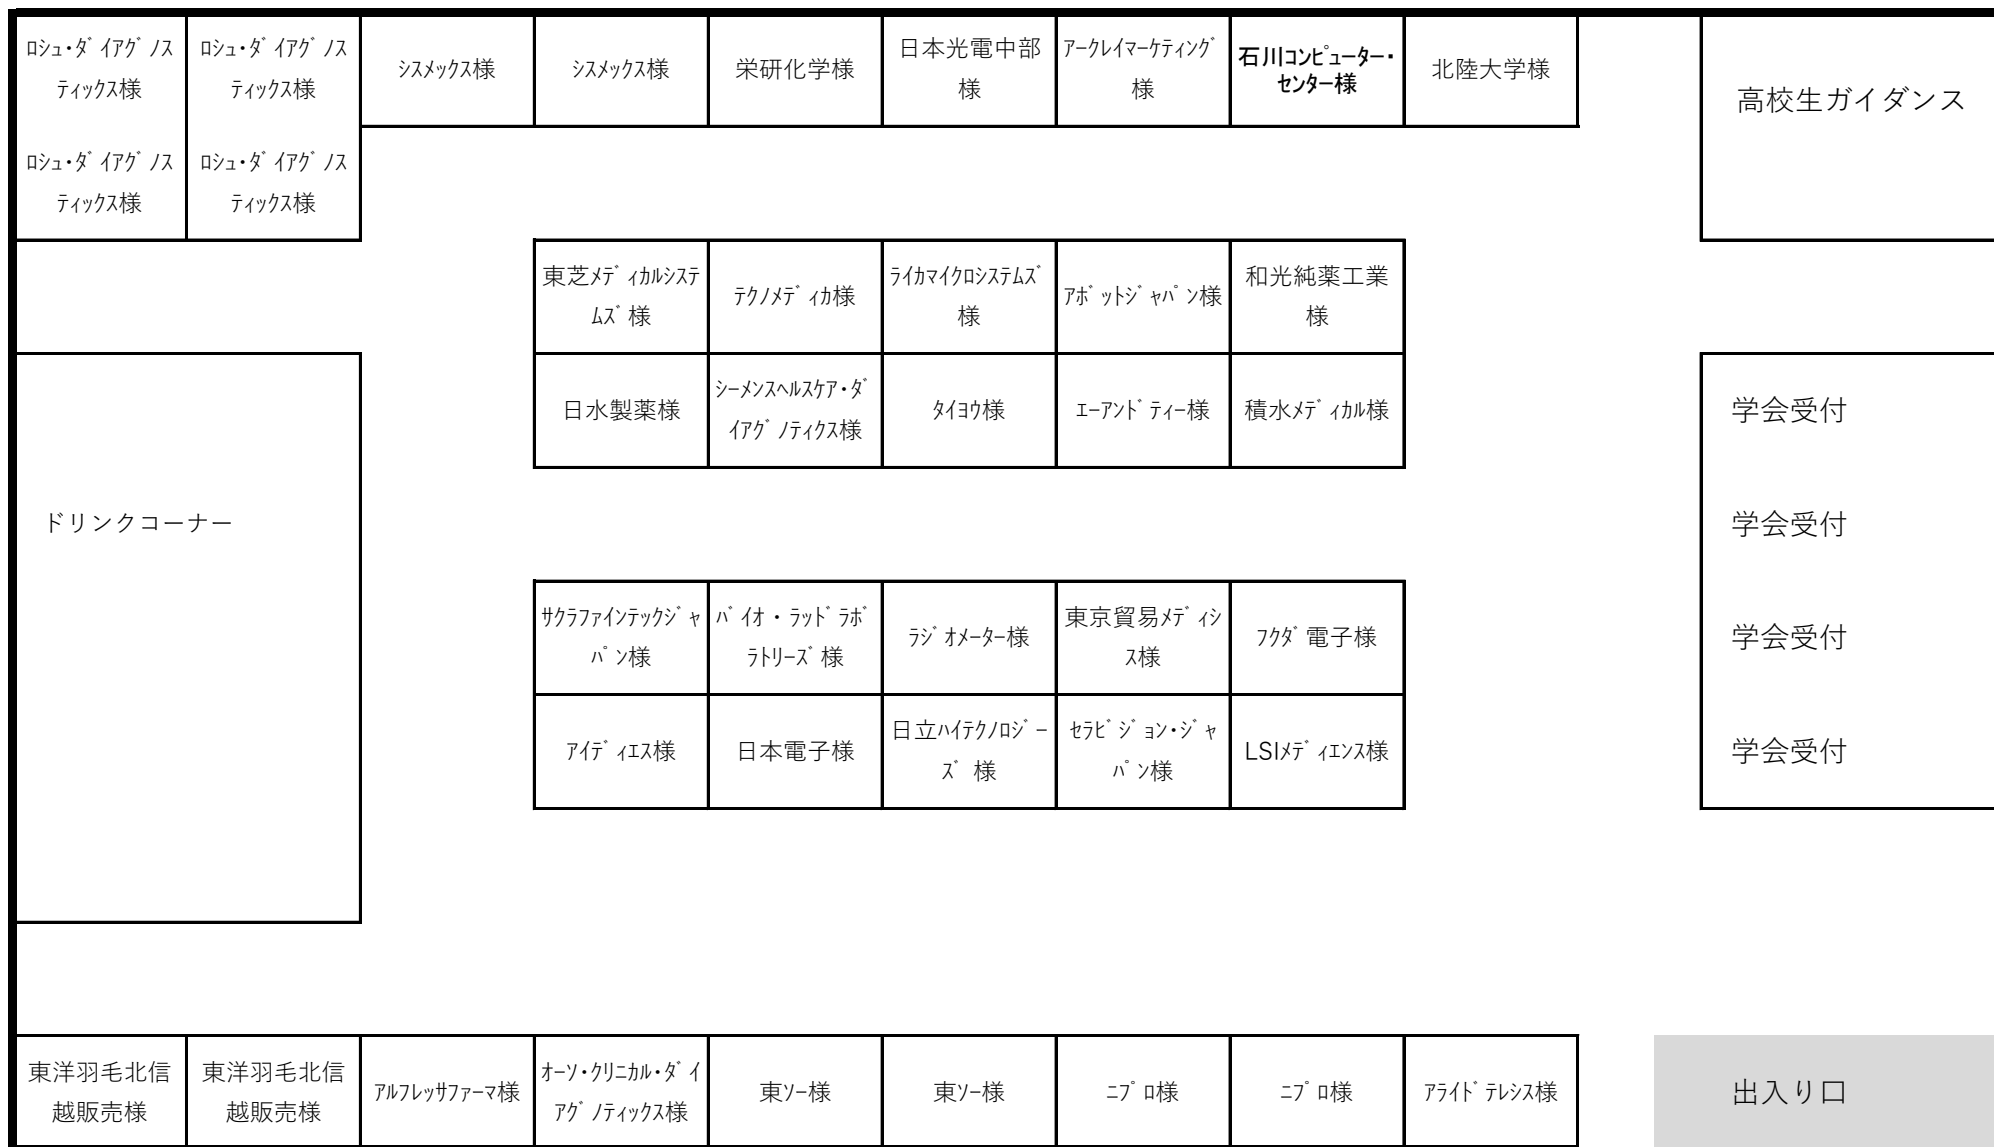 ﾛｼｭ・ﾀﾞｲｱｸﾞﾉｽ
ﾃｨｯｸｽ様
ﾛｼｭ・ﾀﾞｲｱｸﾞﾉｽ
ﾃｨｯｸｽ様
ｼｽﾒｯｸｽ様
ｼｽﾒｯｸｽ様
栄研化学様
日本光電中部
様
ｱｰｸﾚｲﾏｰｹﾃｨﾝｸﾞ
様
石川ｺﾝﾋﾟｭｰﾀｰ・
ｾﾝﾀｰ様
北陸大学様
高校生ガイダンス
ﾛｼｭ・ﾀﾞｲｱｸﾞﾉｽ
ﾃｨｯｸｽ様
ﾛｼｭ・ﾀﾞｲｱｸﾞﾉｽ
ﾃｨｯｸｽ様
東芝ﾒﾃﾞｨｶﾙｼｽﾃ
ﾑｽﾞ様
ﾃｸﾉﾒﾃﾞｨｶ様
ﾗｲｶﾏｲｸﾛｼｽﾃﾑｽﾞ
様
ｱﾎﾞｯﾄｼﾞｬﾊﾟﾝ様
和光純薬工業
様
日水製薬様
ｼｰﾒﾝｽﾍﾙｽｹｱ・ﾀﾞ
ｲｱｸﾞﾉﾃｨｸｽ様
ﾀｲﾖｳ様
ｴｰｱﾝﾄﾞﾃｨｰ様
積水ﾒﾃﾞｨｶﾙ様
学会受付
ドリンクコーナー
学会受付
ｻｸﾗﾌｧｲﾝﾃｯｸｼﾞｬ
ﾊﾟﾝ様
ﾊﾞｲｵ・ﾗｯﾄﾞﾗﾎﾞ
ﾗﾄﾘｰｽﾞ様
ﾗｼﾞｵﾒｰﾀｰ様
東京貿易ﾒﾃﾞｨｼ
ｽ様
ﾌｸﾀﾞ電子様
学会受付
ｱｲﾃﾞｨｴｽ様
日本電子様
日立ﾊｲﾃｸﾉﾛｼﾞｰ
ｽﾞ様
ｾﾗﾋﾞｼﾞｮﾝ・ｼﾞｬ
ﾊﾟﾝ様
LSIﾒﾃﾞｨｴﾝｽ様
学会受付
東洋羽毛北信
越販売様
東洋羽毛北信
越販売様
ｱﾙﾌﾚｯｻﾌｧｰﾏ様
ｵｰｿ・ｸﾘﾆｶﾙ・ﾀﾞｲ
ｱｸﾞﾉﾃｨｯｸｽ様
東ｿｰ様
東ｿｰ様
ﾆﾌﾟﾛ様
ﾆﾌﾟﾛ様
ｱﾗｲﾄﾞﾃﾚｼｽ様
出入り口